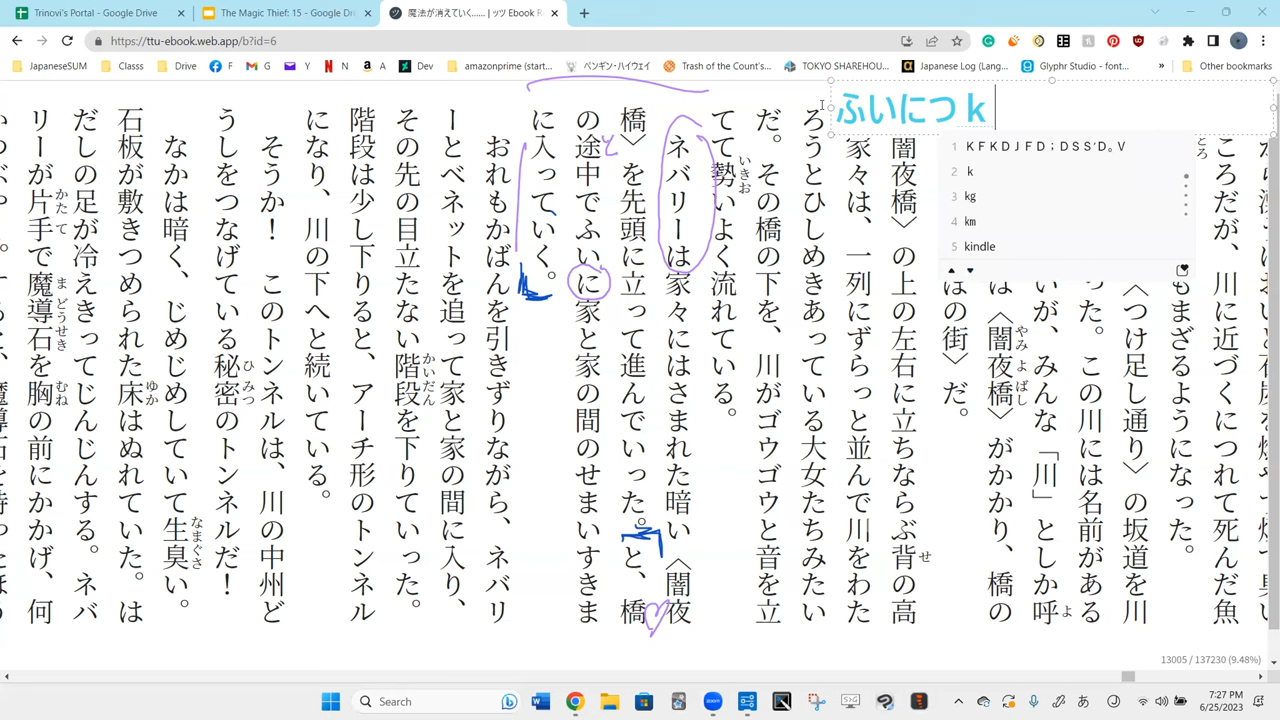 Trinovi's Portal - Google Drive
The Magic Thief: 15 - Google Dri
魔法が消えていく...... | ッツ Ebook Re
https://ttu-ebook.web.app/b?id=6
JapaneseSUM
Classs
Drive
F
G
Y
N
A
Dev
amazonprime (start...
ペンギン・ハイウェイ
Trash of the Count's...
TOKYO SHAREHOU...
Japanese Log (Lang...
Glyphr Studio - font...
»
Other bookmarks
ふいにつｋ
1 ＫＦＫＤＪＦＤ；ＤＳＳ’Ｄ。Ｖ
2 ｋ
3 kg
4 km
5 kindle
ころだが、川に近づくにつれて死んだ魚
もまざるようになった。
〈つけ足し通り〉の坂道を川
った。この川には名前がある
いが、みんな「川」としか呼
は〈闇夜橋〉がかかり、橋の
はの街〉だ。
闇夜橋〉の上の左右に立ちならぶ背の高
家々は、一列にずらっと並んで川をわた
ろうとひしめきあっている大女たちみたい
だ。その橋の下を、川がゴウゴウと音を立
てて勢いよく流れている。
ネバリーは家々にはさまれた暗い〈闇夜
橋〉を先頭に立って進んでいった。と、橋
の途中でふいに家と家の間のせまいすきま
に入っていく。
おれもかばんを引きずりながら、ネバリ
ーとベネットを追って家と家の間に入り、
その先の目立たない階段を下りていった。
階段は少し下りると、アーチ形のトンネル
になり、川の下へと続いている。
そうか！　このトンネルは、川の中州ど
うしをつなげている秘密のトンネルだ！
なかは暗く、じめじめしていて生臭い。
石板が敷きつめられた床はぬれていた。は
だしの足が冷えきってじんじんする。ネバ
リーが片手で魔導石を胸の前にかかげ、何
13005 / 137230 (9.48%)
Search
7:27 PM
6/25/2023